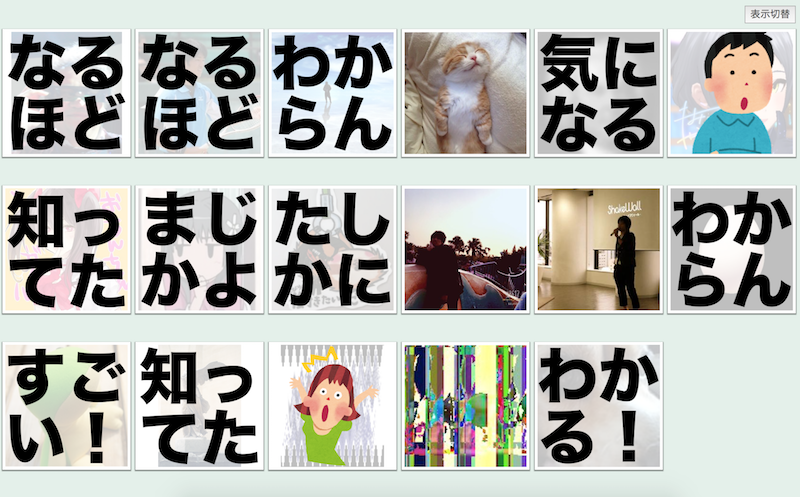 表示切替
なる
ほど
なる
ほど
わか
らん
気に
なる
知っ
てた
まじ
かよ
たし
かに
ShakeWall
わか
らん
すご
い！
知っ
てた
わか
る！